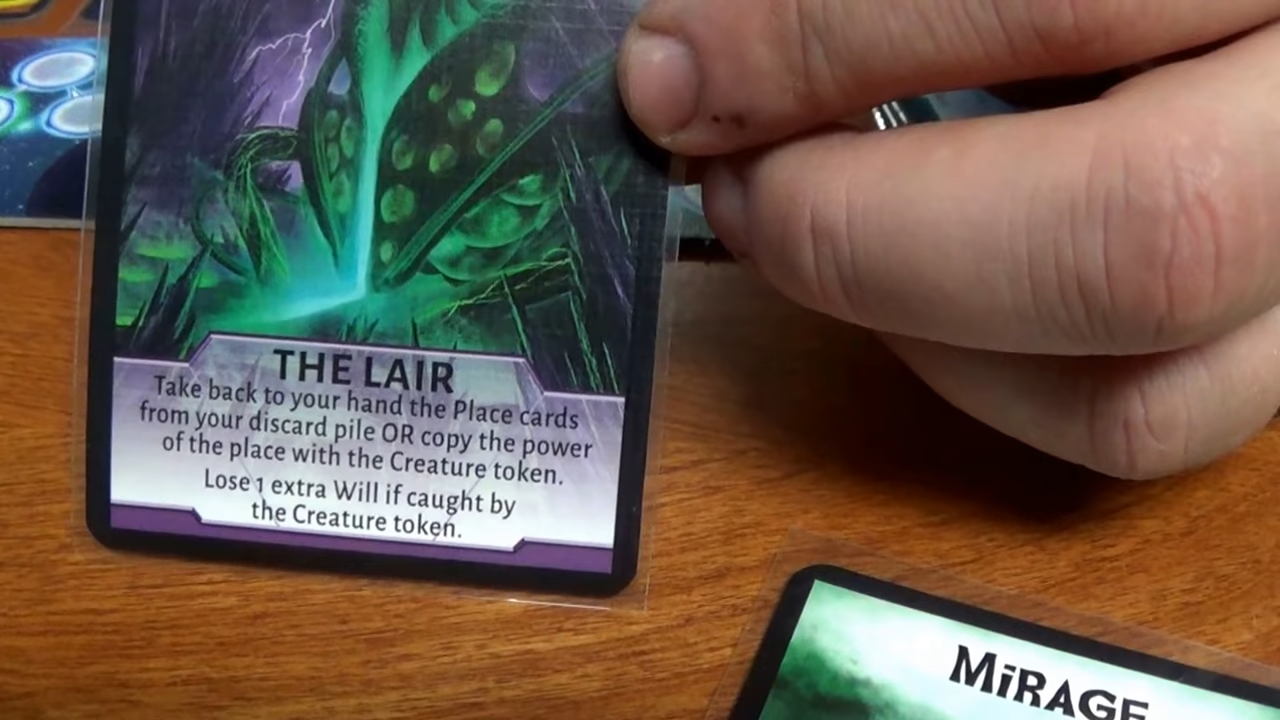 THE LAIR
Take back to your hand the Place cards
from your discard pile OR copy the power
of the place with the Creature token.
Lose 1 extra Will if caught by
the Creature token.
MiRAGE